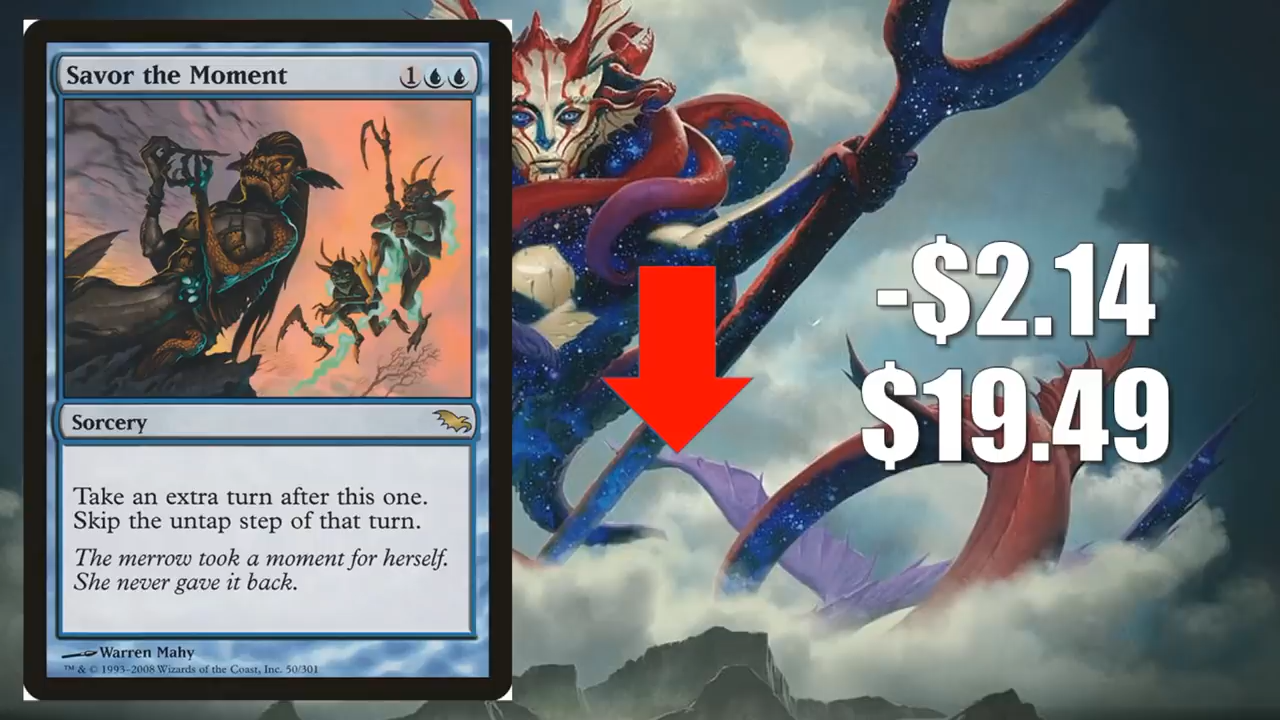 Savor the Moment 1
Sorcery
Take an extra turn after this one.
Skip the untap step of that turn.
The merrow took a moment for herself.
She never gave it back.
Warren Mahy
™ & © 1993–2008 Wizards of the Coast, Inc. 50/301
-$2.14
$19.49